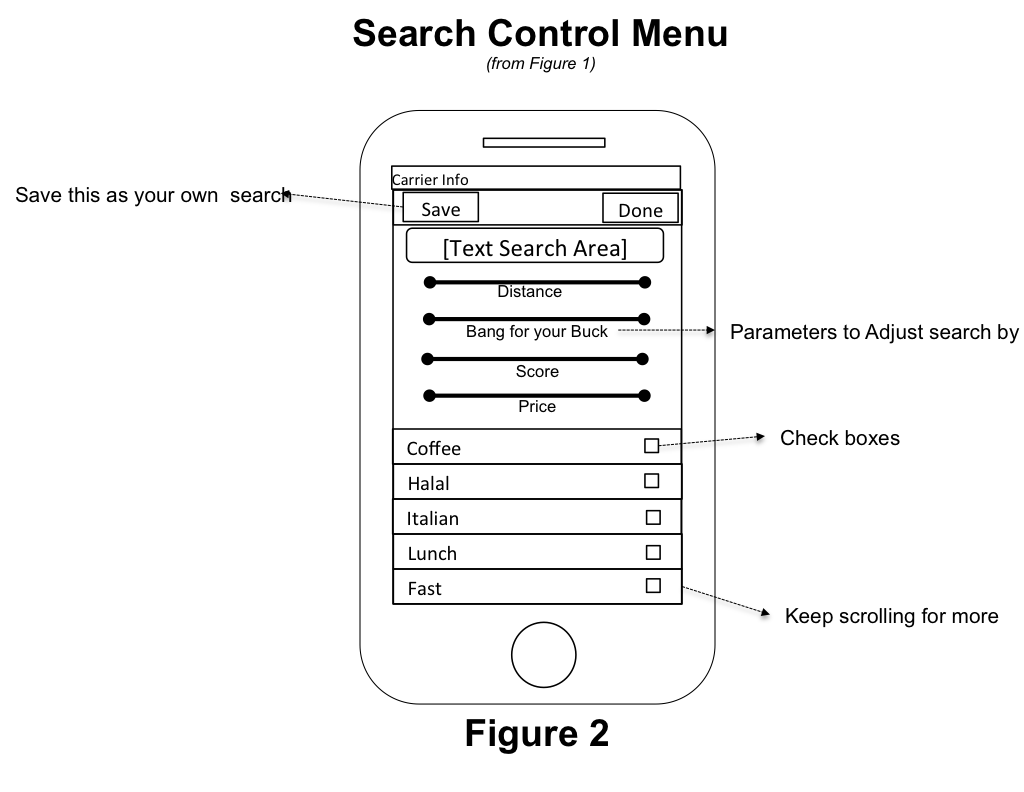 Search Control Menu
(from Figure 1)
Carrier Info
Save this as your own  search
Save
Done
[Text Search Area]
Distance
Bang for your Buck
Parameters to Adjust search by
Score
Price
Coffee
Check boxes
Halal
Italian
Lunch
Fast
Keep scrolling for more
Figure 2